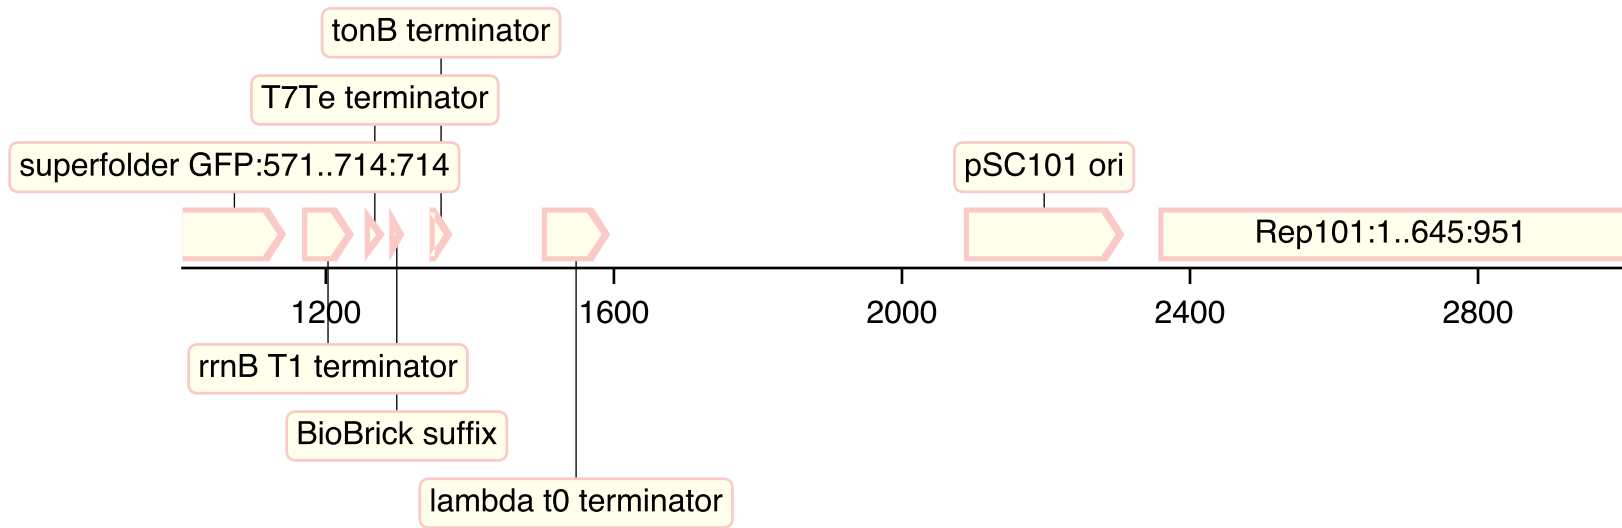 tonB terminator
T7Te terminator
superfolder GFP:571..714:714
pSC101 ori
Rep101:1..645:951
1200
1600
2000
2400
2800
rrnB T1 terminator
BioBrick suffix
lambda t0 terminator